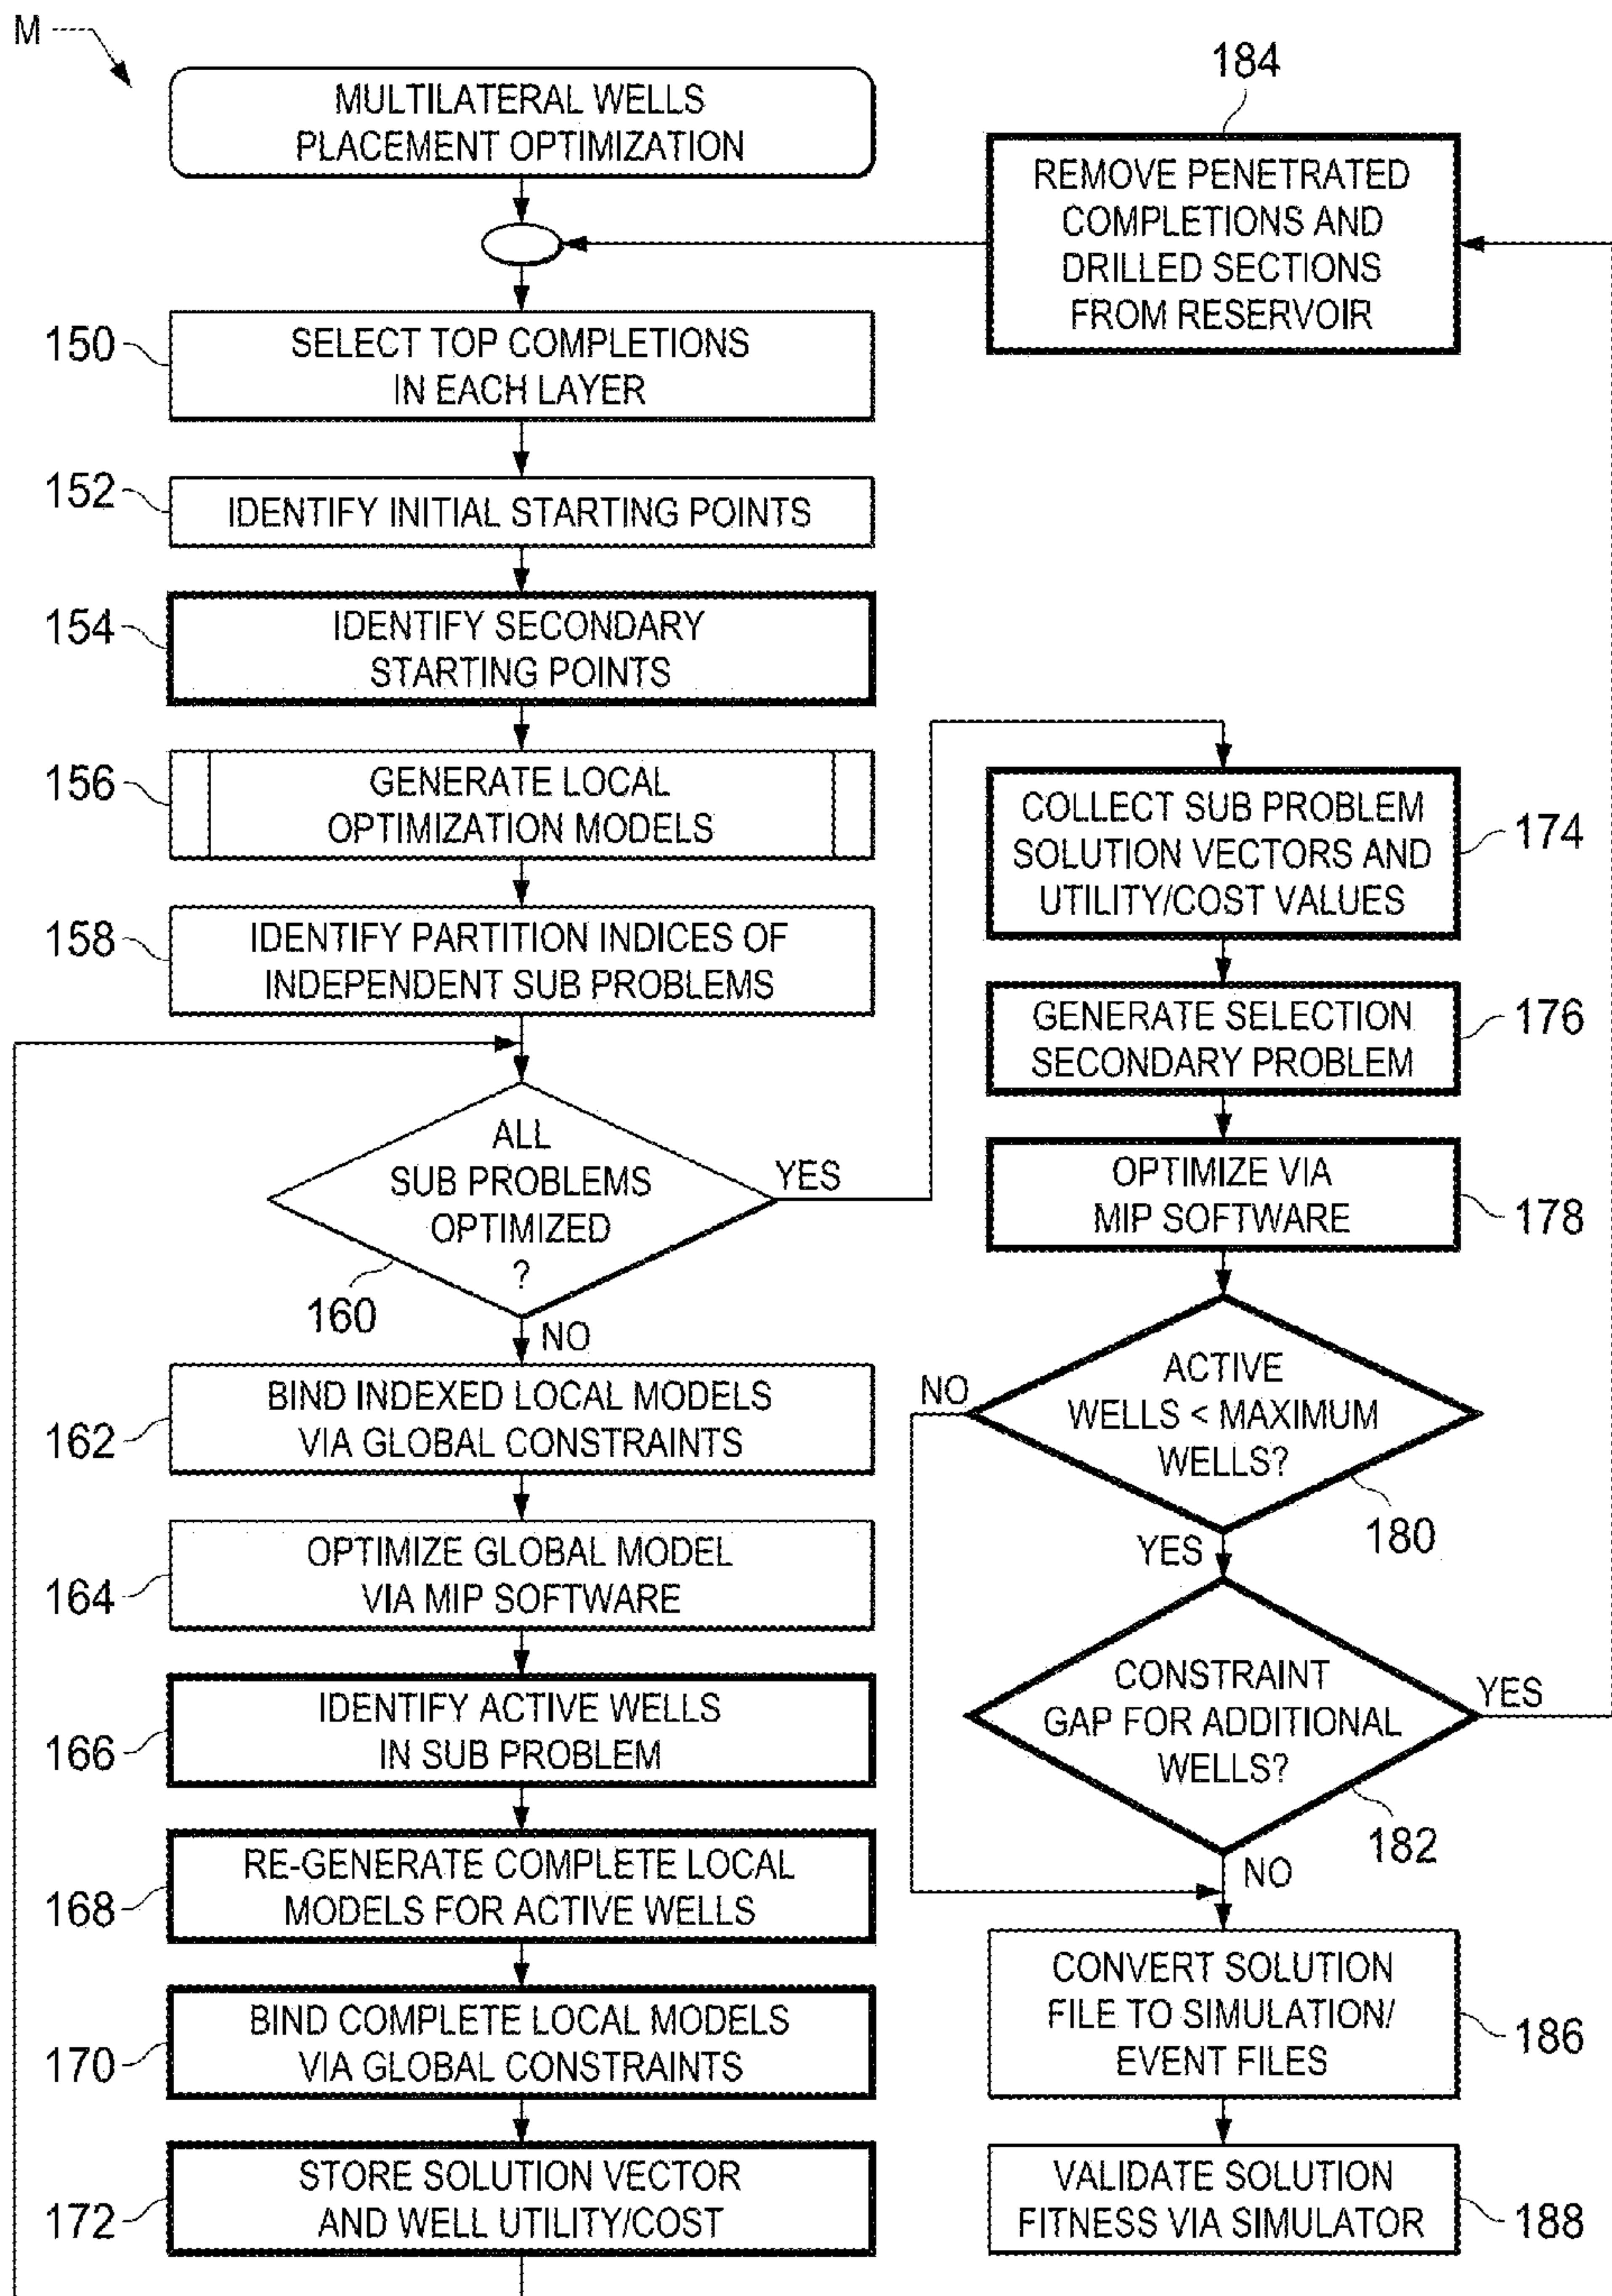 M
MULTILATERAL WELLS
PLACEMENT OPTIMIZATION
150
SELECT TOP COMPLETIONS
IN EACH LAYER
152
IDENTIFY INITIAL STARTING POINTS
154
IDENTIFY SECONDARY
STARTING POINTS
156
GENERATE LOCAL
OPTIMIZATION MODELS
158
IDENTIFY PARTITION INDICES OF
INDEPENDENT SUB PROBLEMS
ALL
SUB PROBLEMS
OPTIMIZED
?
YES
160
NO
162
BIND INDEXED LOCAL MODELS
VIA GLOBAL CONSTRAINTS
164
OPTIMIZE GLOBAL MODEL
VIA MIP SOFTWARE
166
IDENTIFY ACTIVE WELLS
IN SUB PROBLEM
168
RE-GENERATE COMPLETE LOCAL
MODELS FOR ACTIVE WELLS
170
BIND COMPLETE LOCAL MODELS
VIA GLOBAL CONSTRAINTS
172
STORE SOLUTION VECTOR
AND WELL UTILITY/COST
184
REMOVE PENETRATED
COMPLETIONS AND
DRILLED SECTIONS
FROM RESERVOIR
COLLECT SUB PROBLEM
SOLUTION VECTORS AND
UTILITY/COST VALUES
174
GENERATE SELECTION
SECONDARY PROBLEM
176
OPTIMIZE VIA
MIP SOFTWARE
178
NO
ACTIVE
WELLS < MAXIMUM
WELLS?
180
YES
CONSTRAINT
GAP FOR ADDITIONAL
WELLS?
YES
182
NO
CONVERT SOLUTION
FILE TO SIMULATION/
EVENT FILES
186
VALIDATE SOLUTION
FITNESS VIA SIMULATOR
188